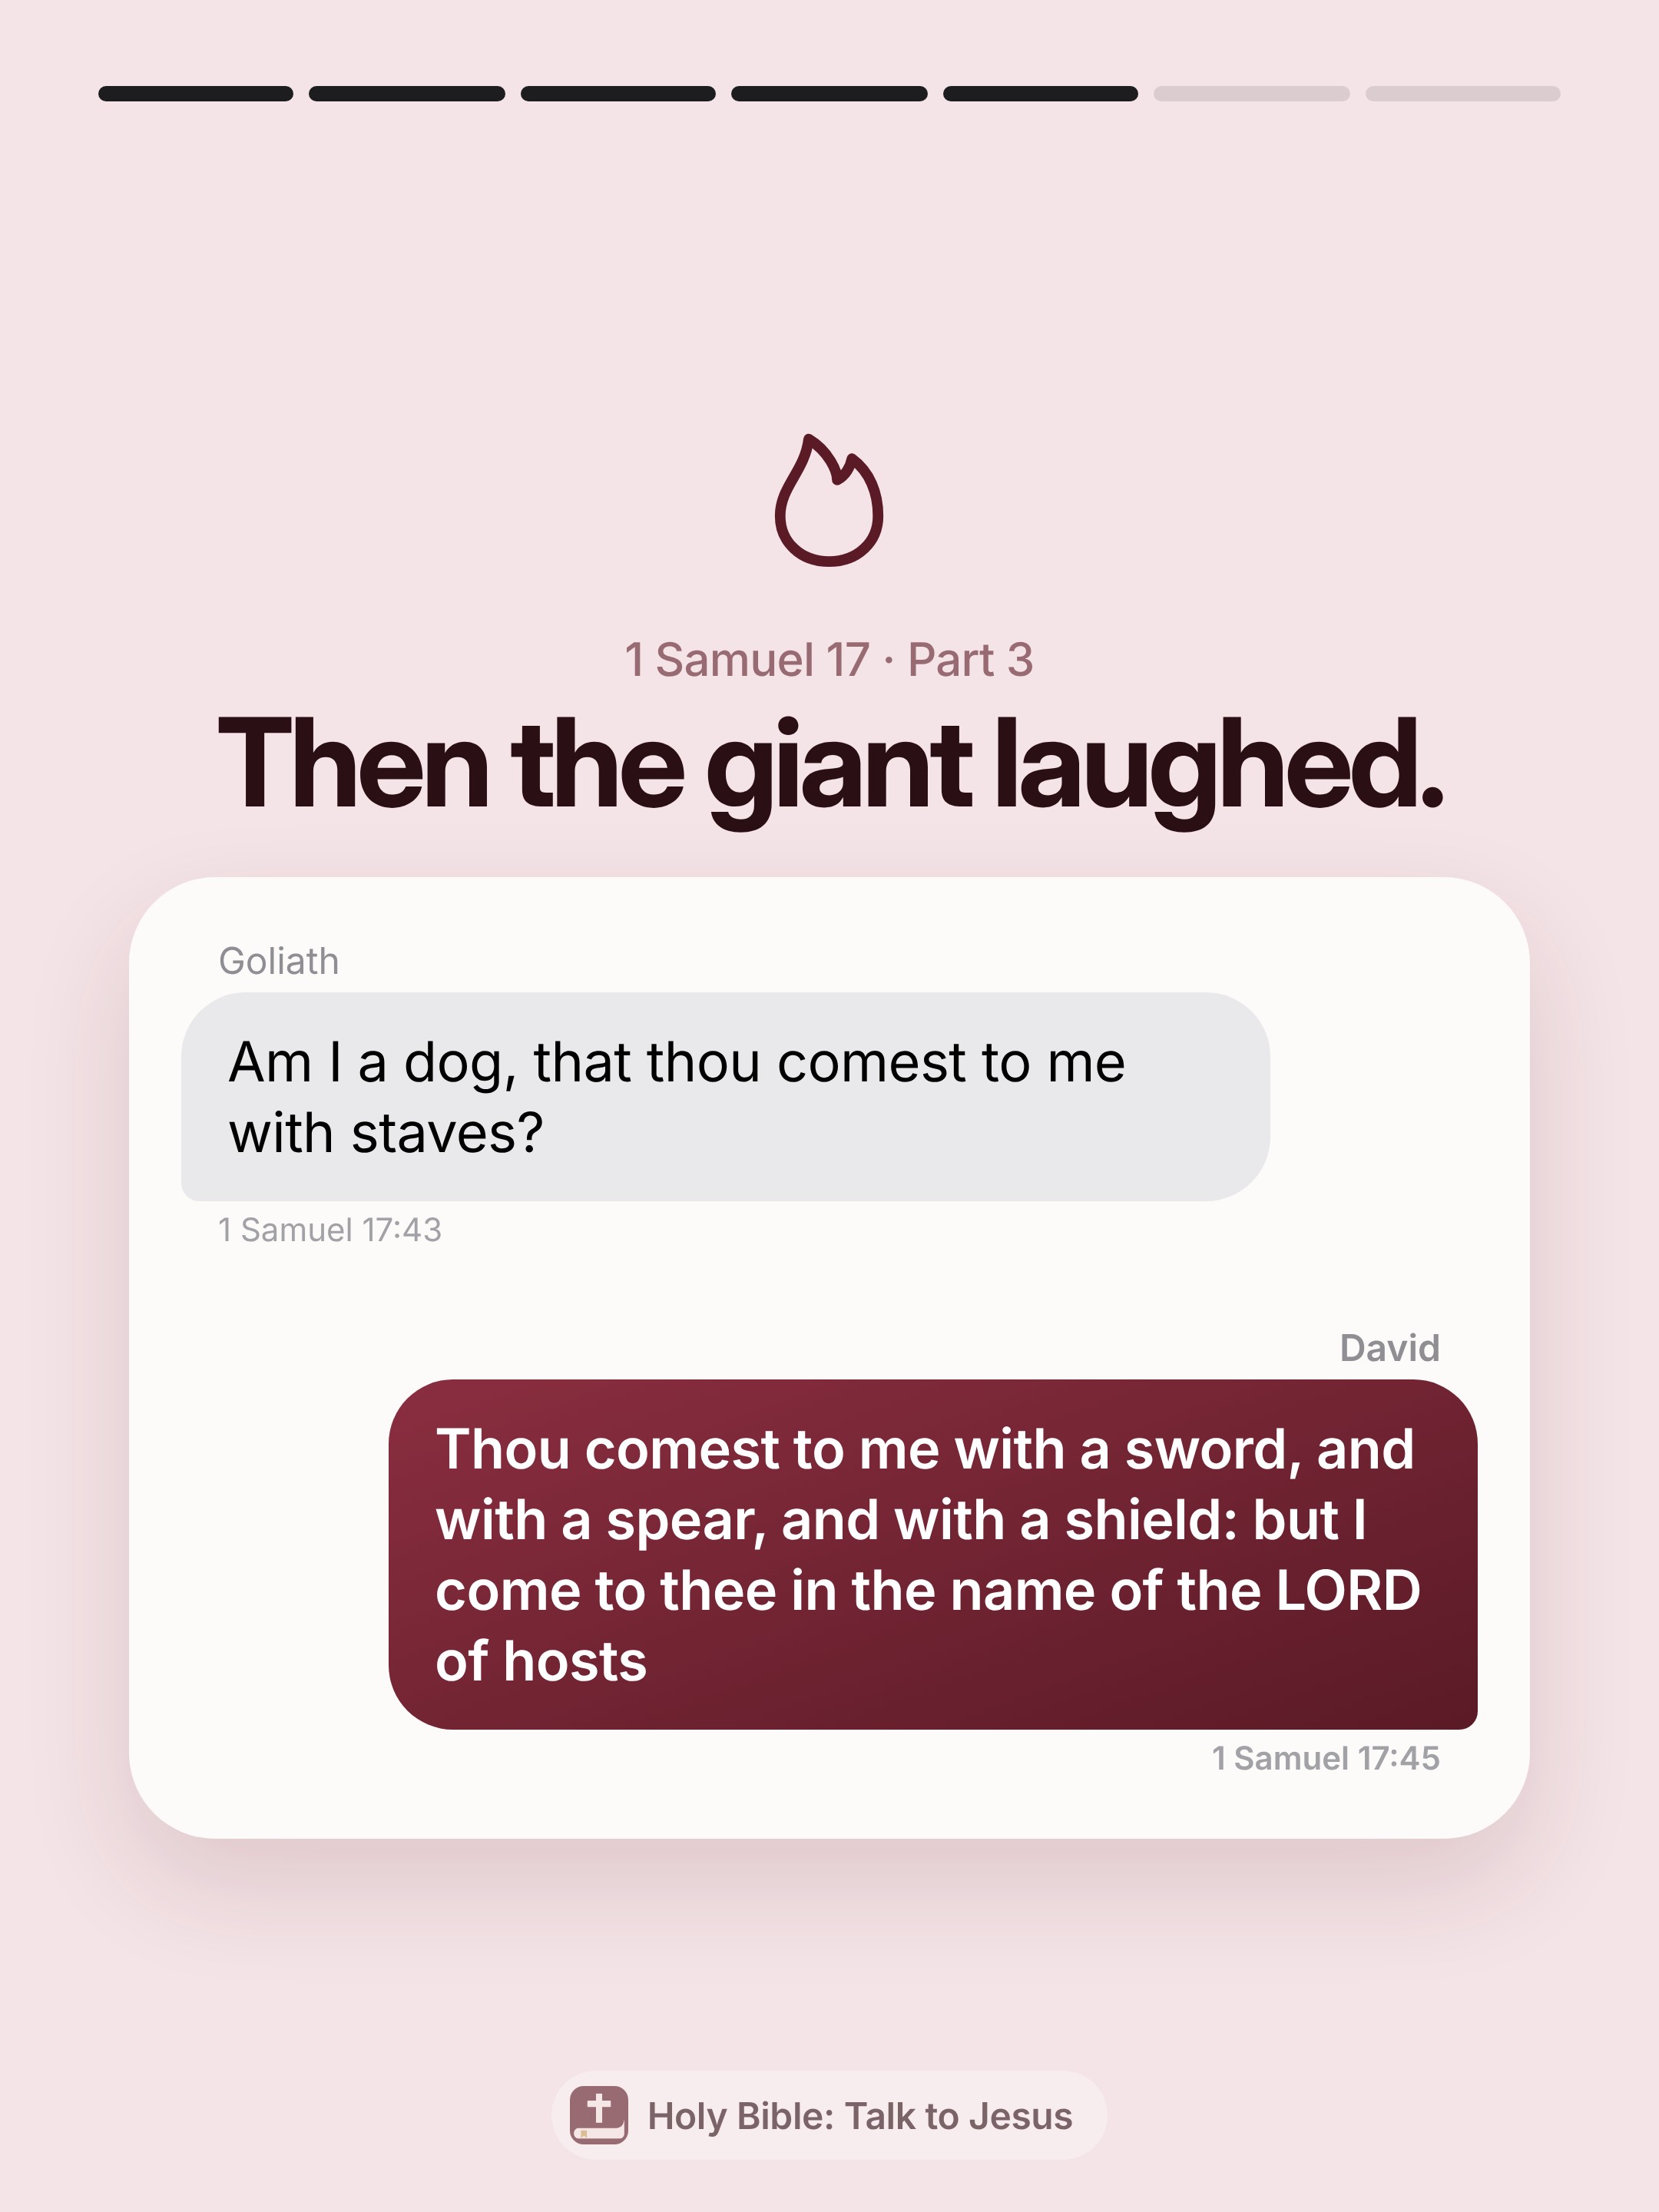 1 Samuel 17 · Part 3
Then the giant laughed.
Goliath
Am I a dog, that thou comest to me
with staves?
1 Samuel 17:43
David
Thou comest to me with a sword, and
with a spear, and with a shield: but I
come to thee in the name of the LORD
of hosts
1 Samuel 17:45
Holy Bible: Talk to Jesus